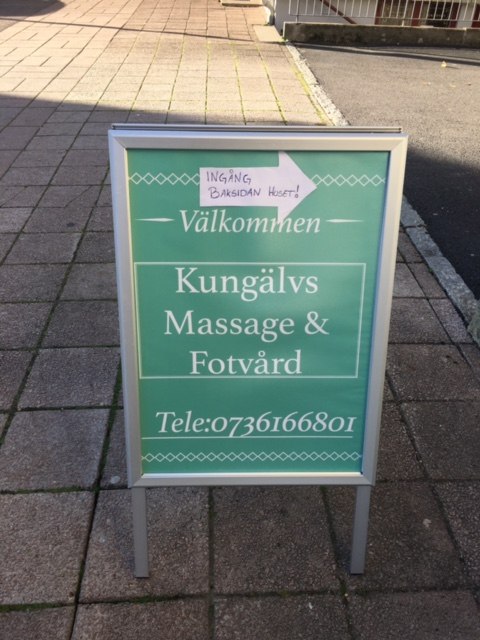 INGÅNG
BAKSIDAN HUSET!
Välkommen
Kungälvs
Massage &
Fotvård
Tele:0736166801